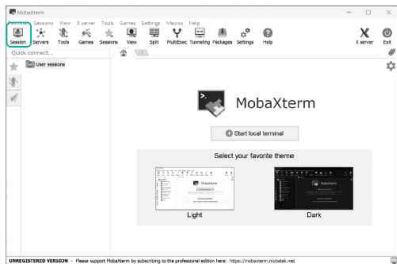 MobaXterm
Terminal Sessions View X server Tools Games Settings Macros Help
Session Servers Tools Games Sessions View Split MultiExec Tunneling Packages Settings Help X server Exit
Quick connect...
User sessions
MobaXterm
Start local terminal
Select your favorite theme
Light Dark
UNREGISTERED VERSION - Please support MobaXterm by subscribing to the professional edition here: https://mobaxterm.mobatek.net